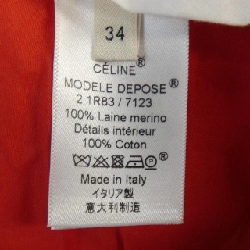 34
CÉLINE®
MODELE DEPOSE®
2.1RB3 / 7123
100% Laine merino
Détails intérieur
100% Coton
Made in Italy
イタリア製
意大利制造